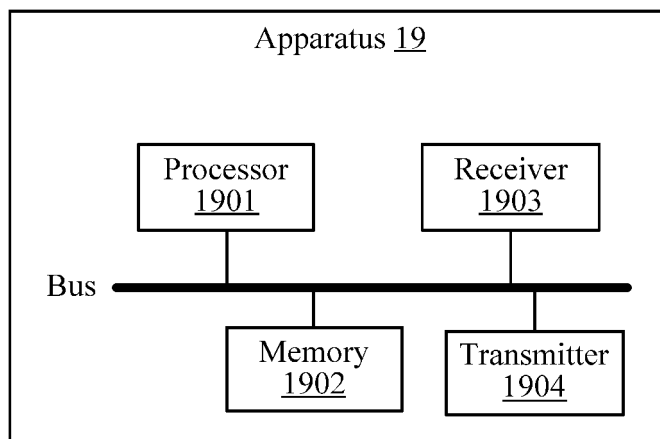 Apparatus 19
Processor
1901
Receiver
1903
Bus
Memory
1902
Transmitter
1904